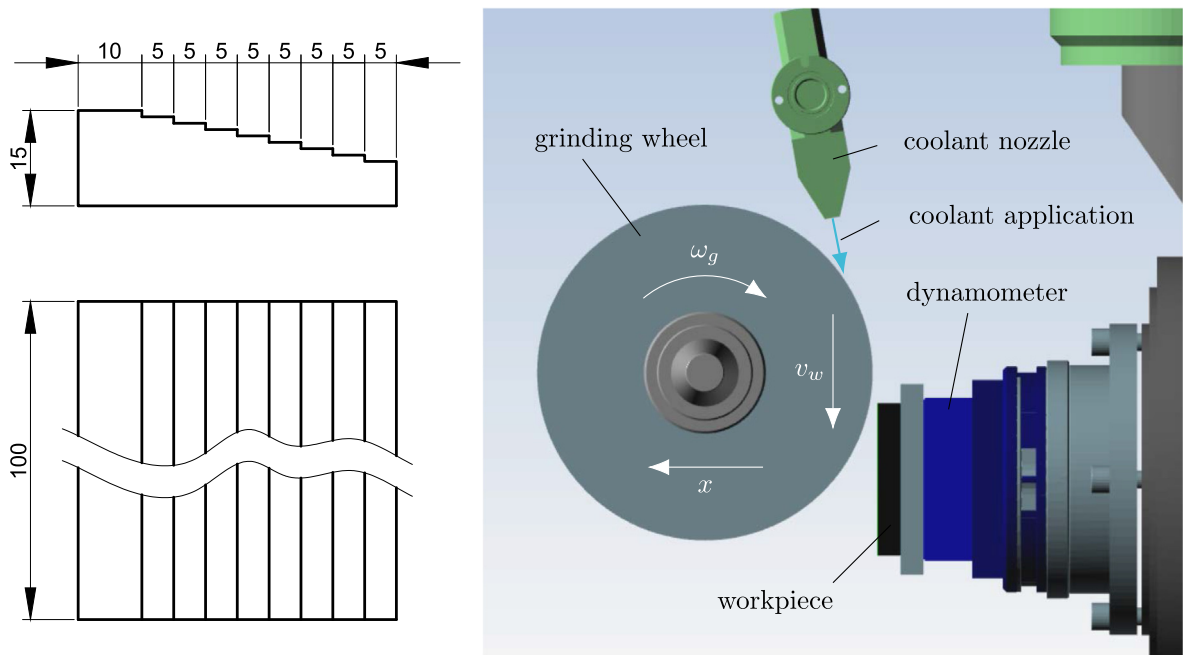 10 5 5 5 5 5 5 5 5
15
100
grinding wheel
coolant nozzle
coolant application
ω_g
dynamometer
v_w
x
workpiece